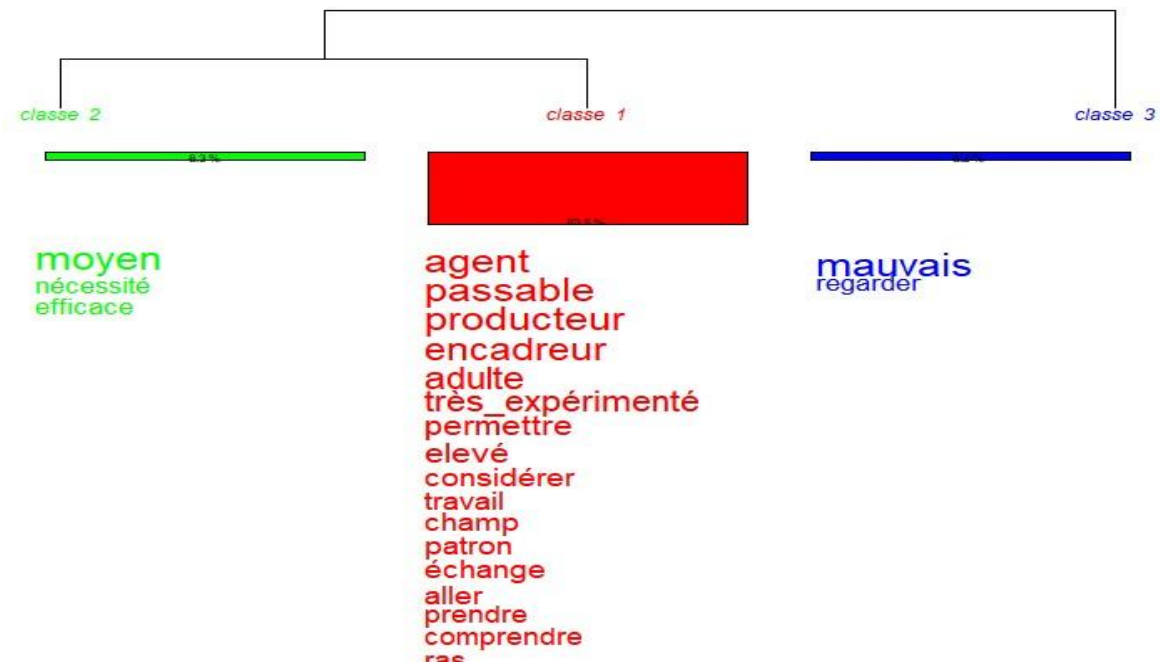 classe 2
classe 1
classe 3
moyen
nécessité
efficace
agent
passable
producteur
encadreur
adulte
très_expérimenté
permettre
elevé
considérer
travail
champ
patron
échange
aller
prendre
comprendre
ras
mauvais
regarder